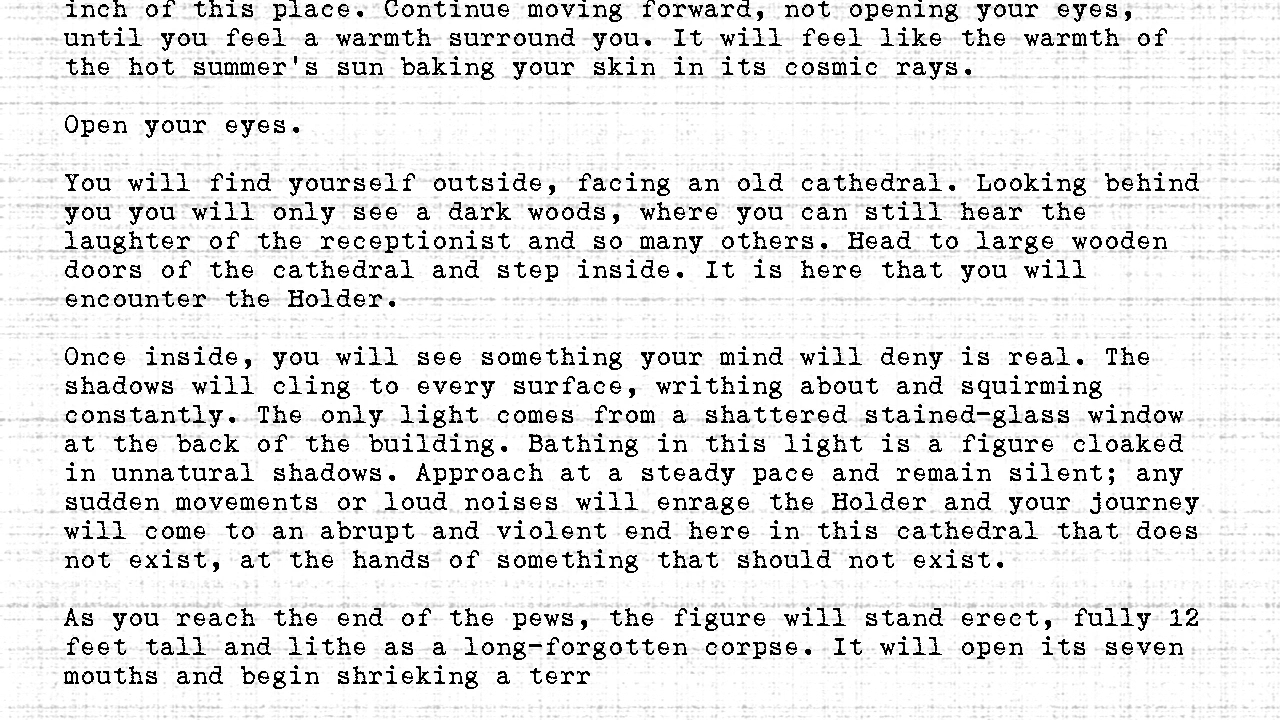 inch of this place. Continue moving forward, not opening your eyes,
until you feel a warmth surround you. It will feel like the warmth of
the hot summer's sun baking your skin in its cosmic rays.
Open your eyes.
You will find yourself outside, facing an old cathedral. Looking behind
you you will only see a dark woods, where you can still hear the
laughter of the receptionist and so many others. Head to large wooden
doors of the cathedral and step inside. It is here that you will
encounter the Holder.
Once inside, you will see something your mind will deny is real. The
shadows will cling to every surface, writhing about and squirming
constantly. The only light comes from a shattered stained-glass window
at the back of the building. Bathing in this light is a figure cloaked
in unnatural shadows. Approach at a steady pace and remain silent; any
sudden movements or loud noises will enrage the Holder and your journey
will come to an abrupt and violent end here in this cathedral that does
not exist, at the hands of something that should not exist.
As you reach the end of the pews, the figure will stand erect, fully 12
feet tall and lithe as a long-forgotten corpse. It will open its seven
mouths and begin shrieking a terr